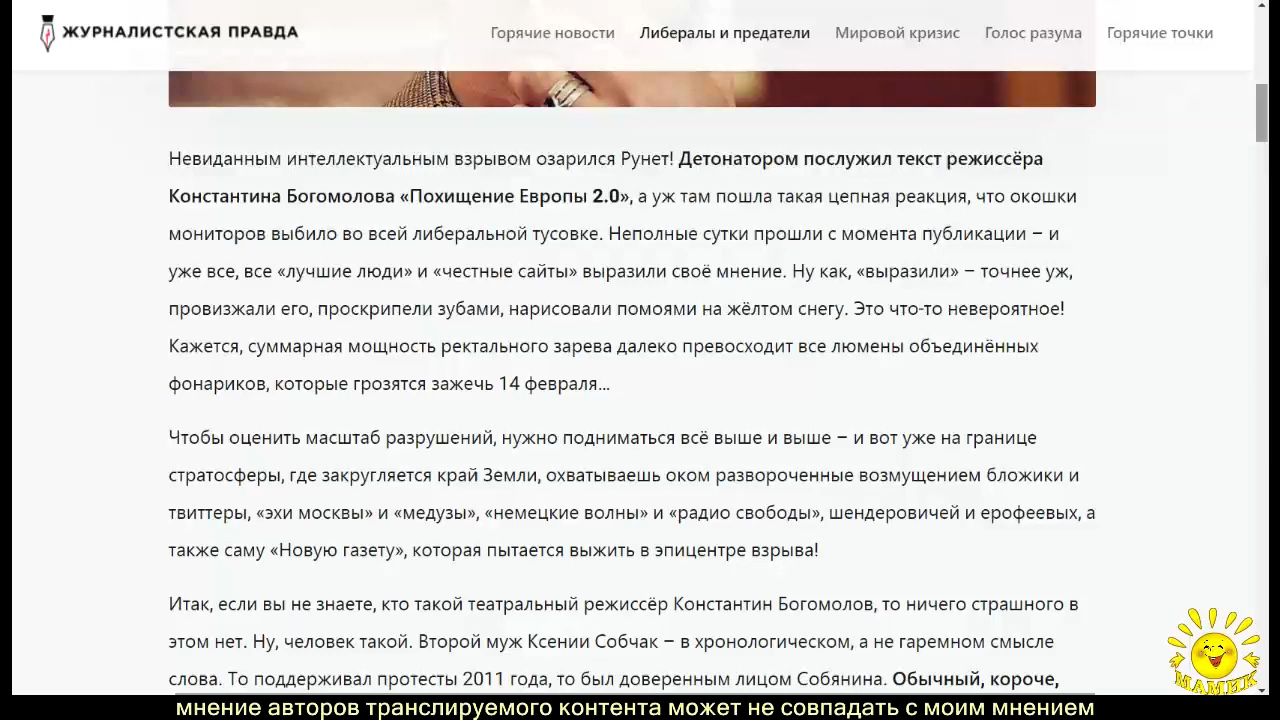 ЖУРНАЛИСТСКАЯ ПРАВДА
Горячие новости Либералы и предатели Мировой кризис Голос разума Горячие точки
Невиданным интеллектуальным взрывом озарился Рунет! Детонатором послужил текст режиссёра
Константина Богомолова «Похищение Европы 2.0», а уж там пошла такая цепная реакция, что окошки
мониторов выбило во всей либеральной тусовке. Неполные сутки прошли с момента публикации – и
уже все, все «лучшие люди» и «честные сайты» выразили своё мнение. Ну как, «выразили» – точнее уж,
провизжали его, проскрипели зубами, нарисовали помоями на жёлтом снегу. Это что-то невероятное!
Кажется, суммарная мощность ректального зарева далеко превосходит все люмены объединённых
фонариков, которые грозятся зажечь 14 февраля...
Чтобы оценить масштаб разрушений, нужно подниматься всё выше и выше – и вот уже на границе
стратосферы, где закругляется край Земли, охватываешь оком развороченные возмущением бложики и
твиттеры, «эхи москвы» и «медузы», «немецкие волны» и «радио свободы», шендеровичей и ерофеевых, а
также саму «Новую газету», которая пытается выжить в эпицентре взрыва!
Итак, если вы не знаете, кто такой театральный режиссёр Константин Богомолов, то ничего страшного в
этом нет. Ну, человек такой. Второй муж Ксении Собчак – в хронологическом, а не гаремном смысле
слова. То поддерживал протесты 2011 года, то был доверенным лицом Собянина. Обычный, короче,
МАМИК
мнение авторов транслируемого контента может не совпадать с моим мнением